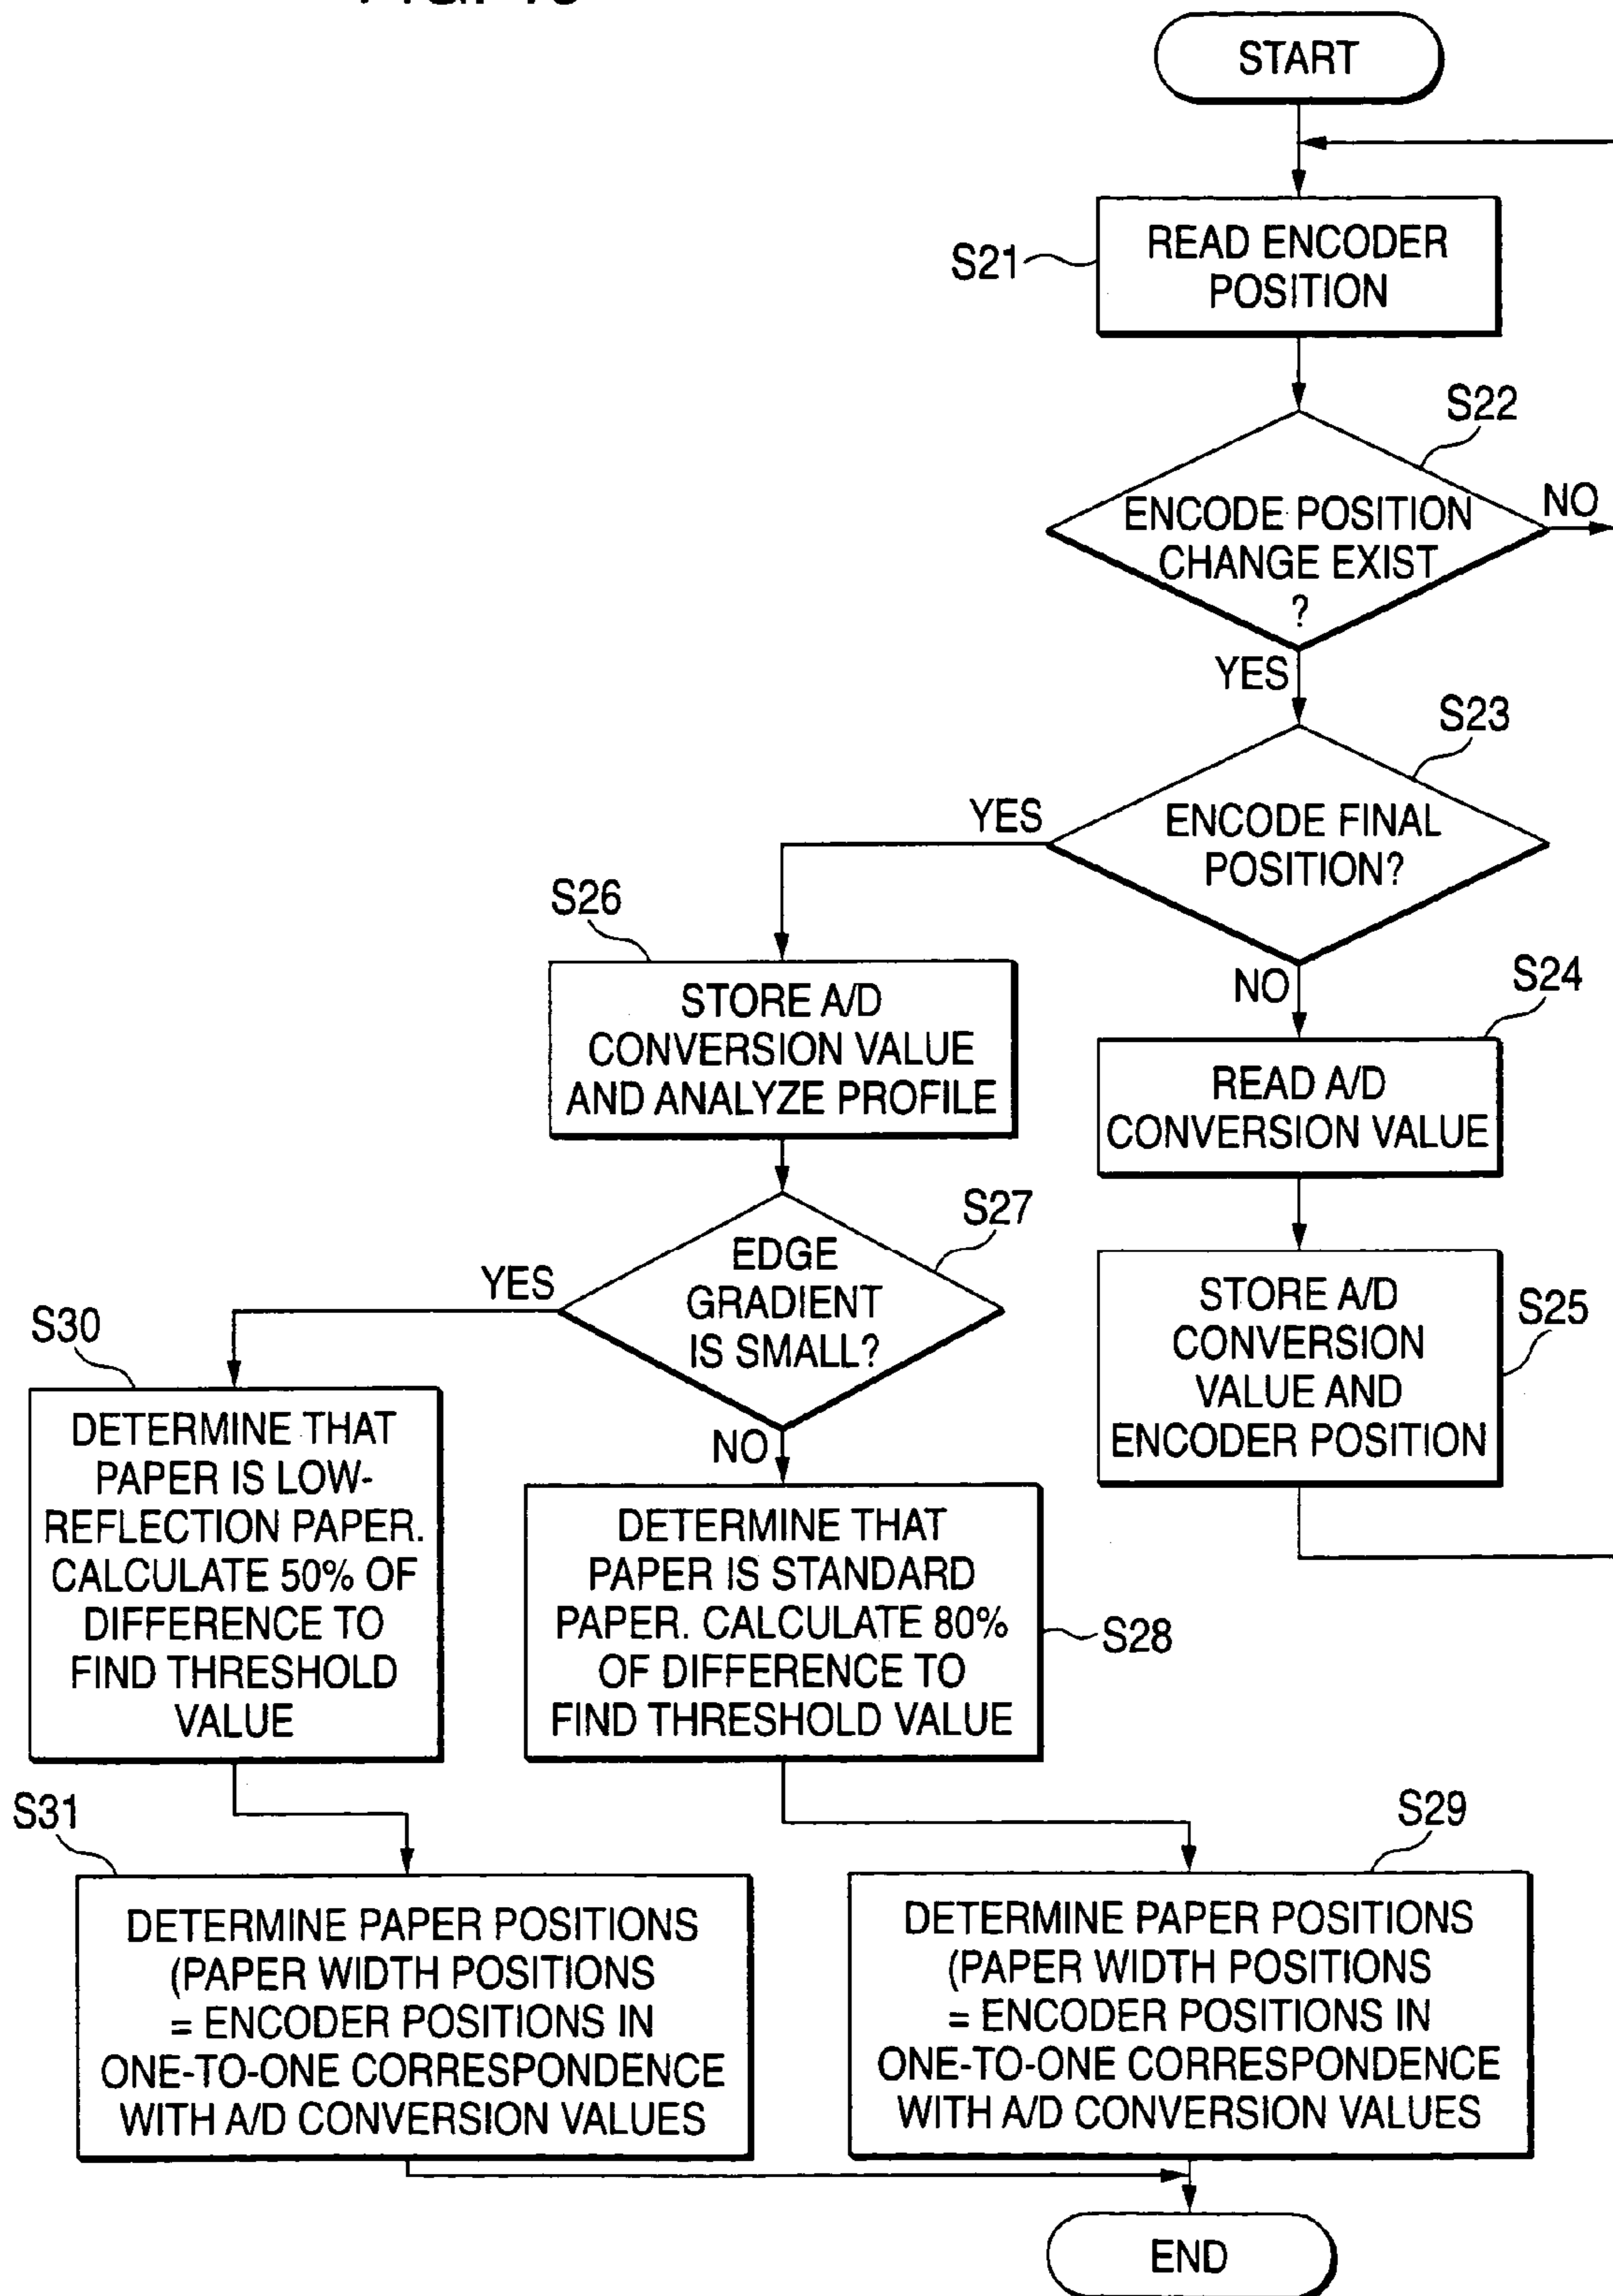 START
S21
READ ENCODER
POSITION
S22
ENCODE POSITION
CHANGE EXIST
?
NO
YES
S23
ENCODE FINAL
POSITION?
YES
NO
S26
STORE A/D
CONVERSION VALUE
AND ANALYZE PROFILE
S24
READ A/D
CONVERSION VALUE
S27
EDGE
GRADIENT
IS SMALL?
YES
NO
S25
STORE A/D
CONVERSION
VALUE AND
ENCODER POSITION
S30
DETERMINE THAT
PAPER IS LOW-
REFLECTION PAPER.
CALCULATE 50% OF
DIFFERENCE TO
FIND THRESHOLD
VALUE
DETERMINE THAT
PAPER IS STANDARD
PAPER. CALCULATE 80%
OF DIFFERENCE TO
FIND THRESHOLD VALUE
S28
S31
DETERMINE PAPER POSITIONS
(PAPER WIDTH POSITIONS
= ENCODER POSITIONS IN
ONE-TO-ONE CORRESPONDENCE
WITH A/D CONVERSION VALUES
S29
DETERMINE PAPER POSITIONS
(PAPER WIDTH POSITIONS
= ENCODER POSITIONS IN
ONE-TO-ONE CORRESPONDENCE
WITH A/D CONVERSION VALUES
END